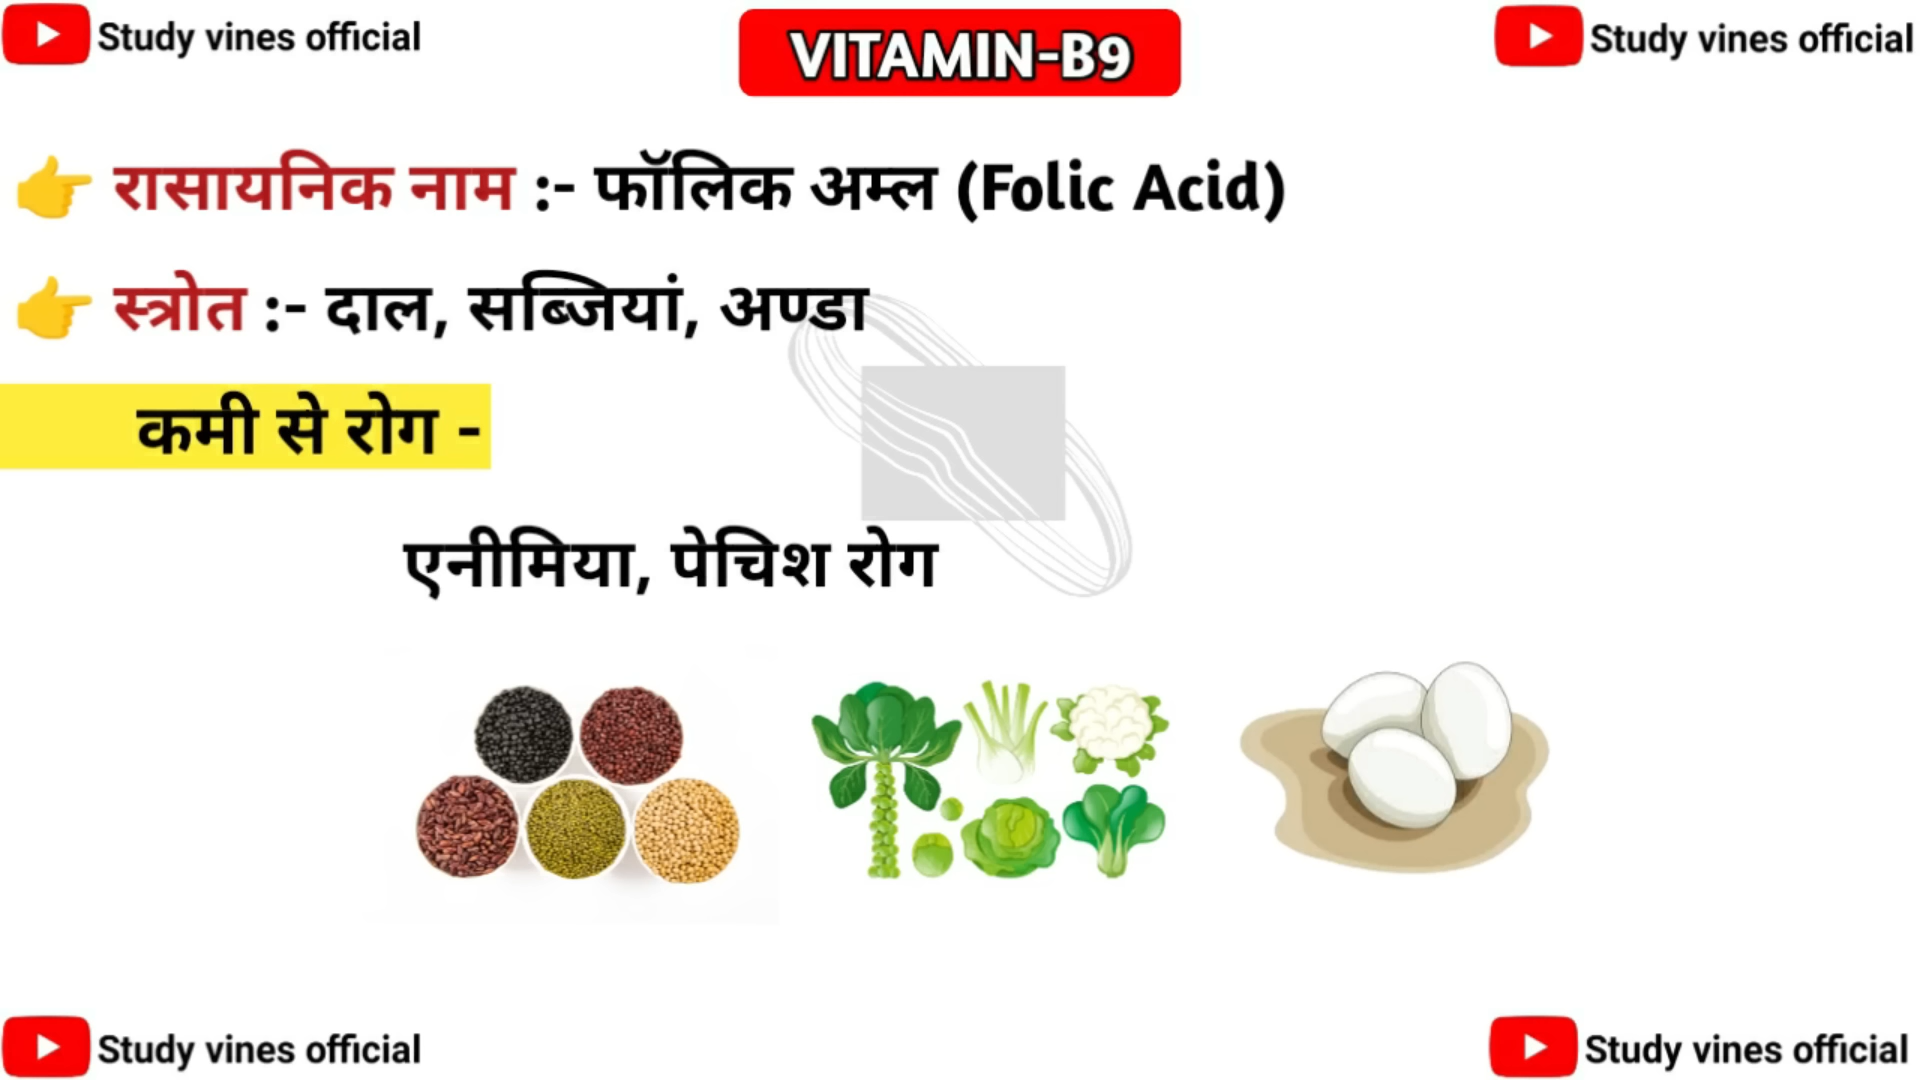 Study vines official
VITAMIN-B9
Study vines official
रासायनिक नाम :- फॉलिक अम्ल (Folic Acid)
स्त्रोत :- दाल, सब्जियां, अण्डा
कमी से रोग -
एनीमिया, पेचिश रोग
Study vines official
Study vines official